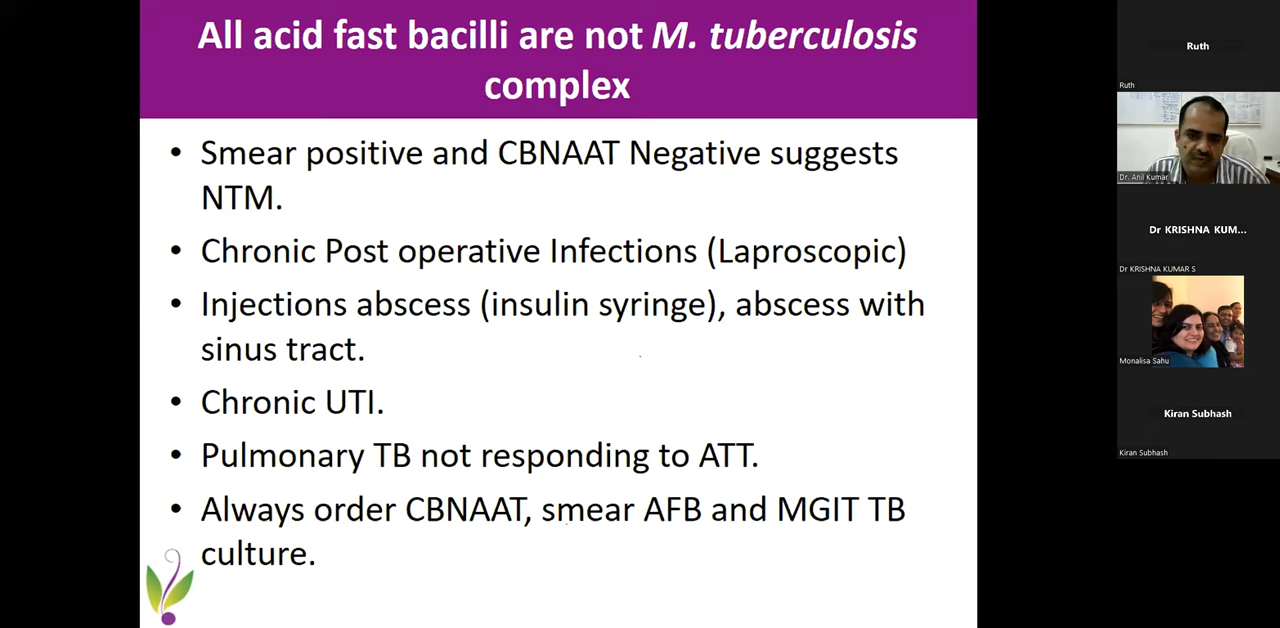 All acid fast bacilli are not M. tuberculosis
complex
• Smear positive and CBNAAT Negative suggests
NTM.
• Chronic Post operative Infections (Laproscopic)
• Injections abscess (insulin syringe), abscess with
sinus tract.
• Chronic UTI.
• Pulmonary TB not responding to ATT.
• Always order CBNAAT, smear AFB and MGIT TB
culture.
Ruth
Ruth
Dr. Anil Kumar
Dr KRISHNA KUM...
Dr KRISHNA KUMAR S
Monalisa Sahu
Kiran Subhash
Kiran Subhash